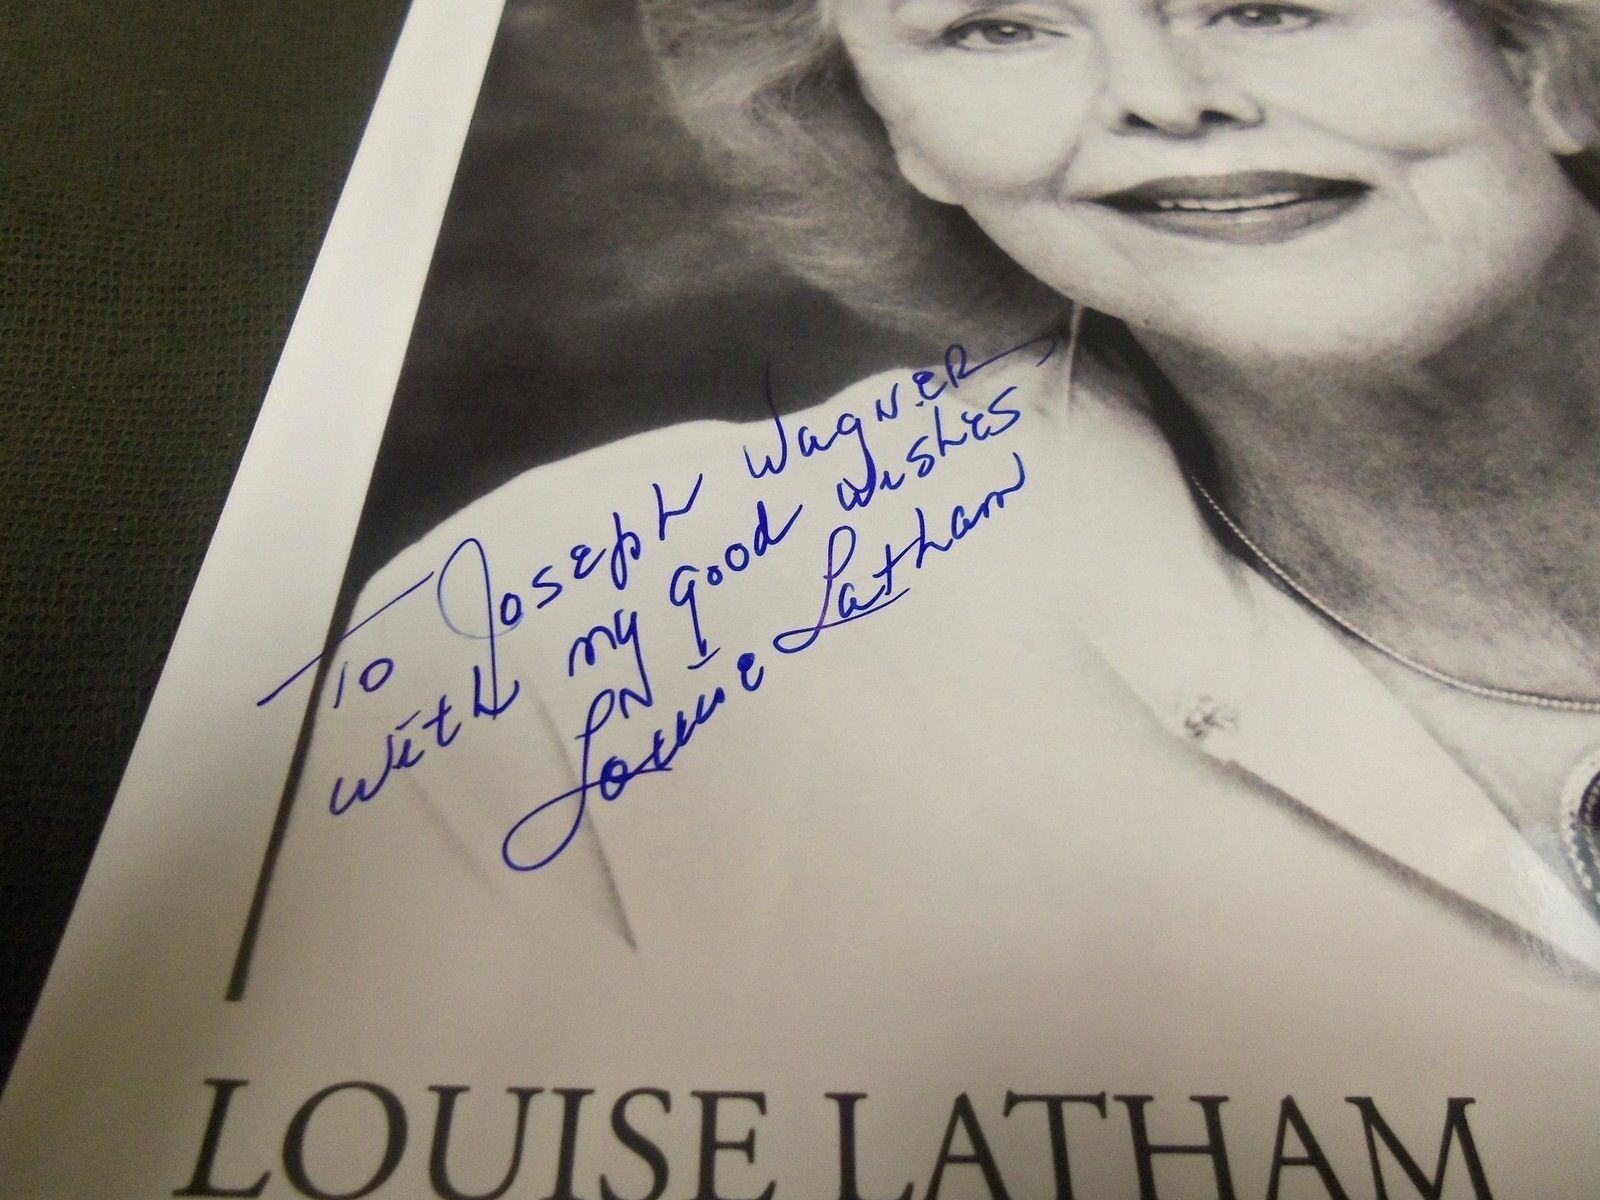 To Joseph Wagner
with my good wishes
Louise Latham
LOUISE LATHAM